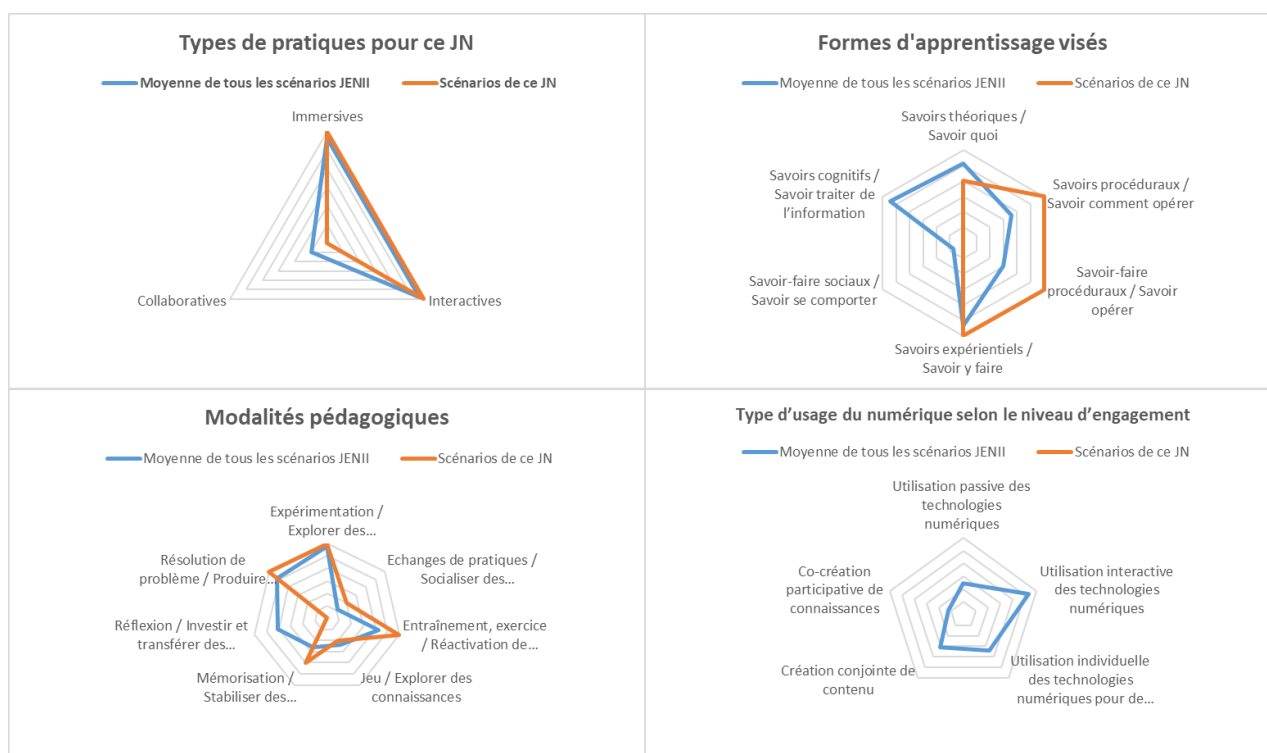 Types de pratiques pour ce JN
Moyenne de tous les scénarios JENII
Scénarios de ce JN
Immersives
Collaboratives
Interactives
Formes d'apprentissage visés
Moyenne de tous les scénarios JENII
Scénarios de ce JN
Savoirs théoriques /
Savoir quoi
Savoirs procéduraux /
Savoir comment opérer
Savoir-faire
procéduraux / Savoir
opérer
Savoirs expérientiels /
Savoir y faire
Savoir-faire sociaux /
Savoir se comporter
Savoirs cognitifs /
Savoir traiter de
l’information
Modalités pédagogiques
Moyenne de tous les scénarios JENII
Scénarios de ce JN
Expérimentation /
Explorer des…
Echanges de pratiques /
Socialiser des…
Entraînement, exercice
/ Réactivation de…
Jeu / Explorer des
connaissances
Mémorisation /
Stabiliser des…
Réflexion / Investir et
transférer des…
Résolution de
problème / Produire…
Type d’usage du numérique selon le niveau d’engagement
Moyenne de tous les scénarios JENII
Scénarios de ce JN
Utilisation passive des
technologies
numériques
Utilisation interactive
des technologies
numériques
Utilisation individuelle
des technologies
numériques pour de…
Création conjointe de
contenu
Co-création
participative de
connaissances